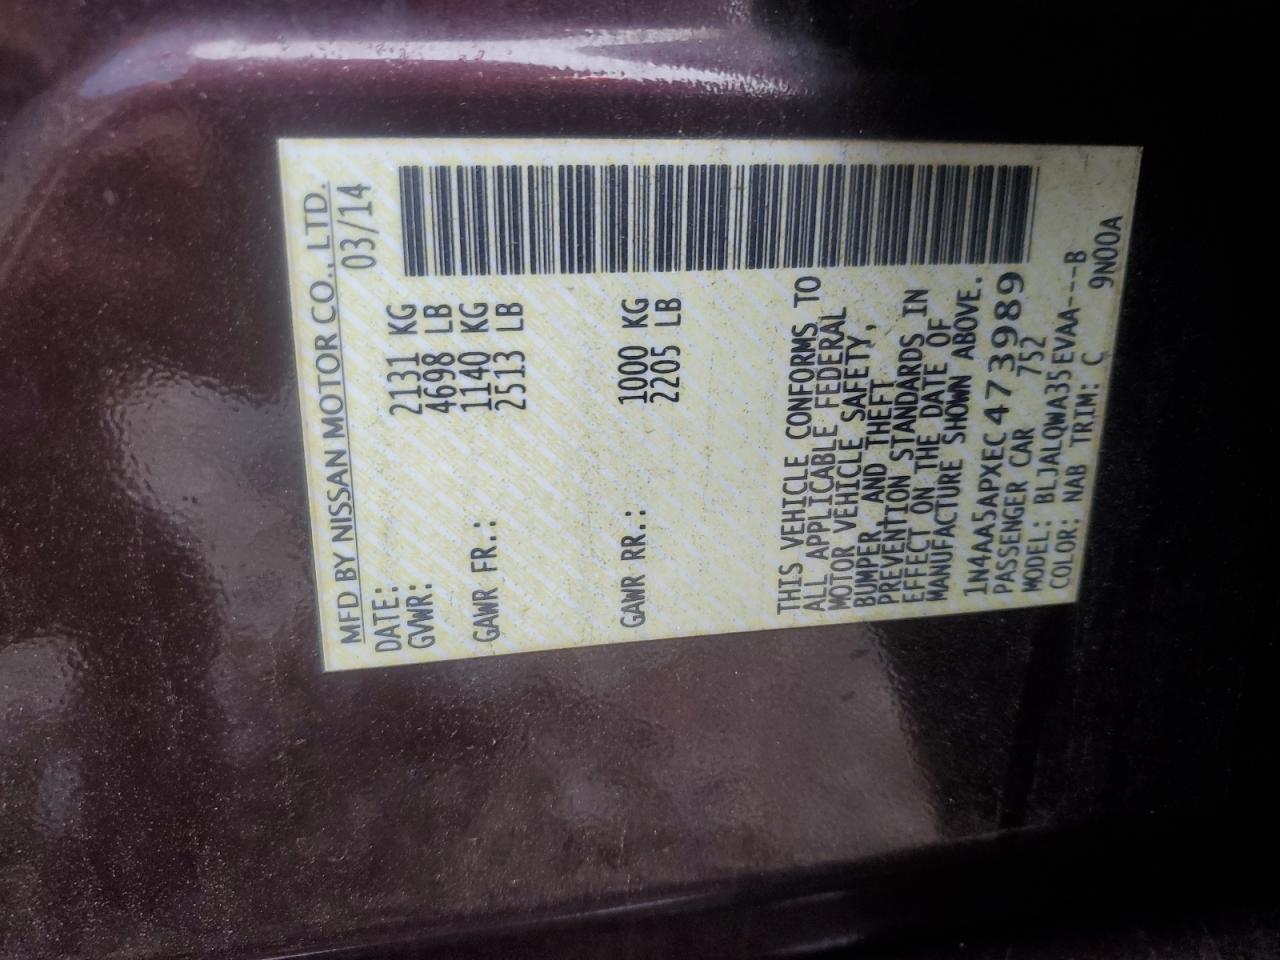 MFD BY NISSAN MOTOR CO., LTD.
DATE: 03/14
GVWR: 2131 KG
4698 LB
GAWR FR.: 1140 KG
2513 LB
GAWR RR.: 1000 KG
2205 LB
THIS VEHICLE CONFORMS TO
ALL APPLICABLE FEDERAL
MOTOR VEHICLE SAFETY,
BUMPER, AND THEFT
PREVENTION STANDARDS IN
EFFECT ON THE DATE OF
MANUFACTURE SHOWN ABOVE.
1N4AA5APXEC473989
PASSENGER CAR 752
MODEL: BLJALQWA35EVAA---B
COLOR: NAB TRIM: C 9N00A